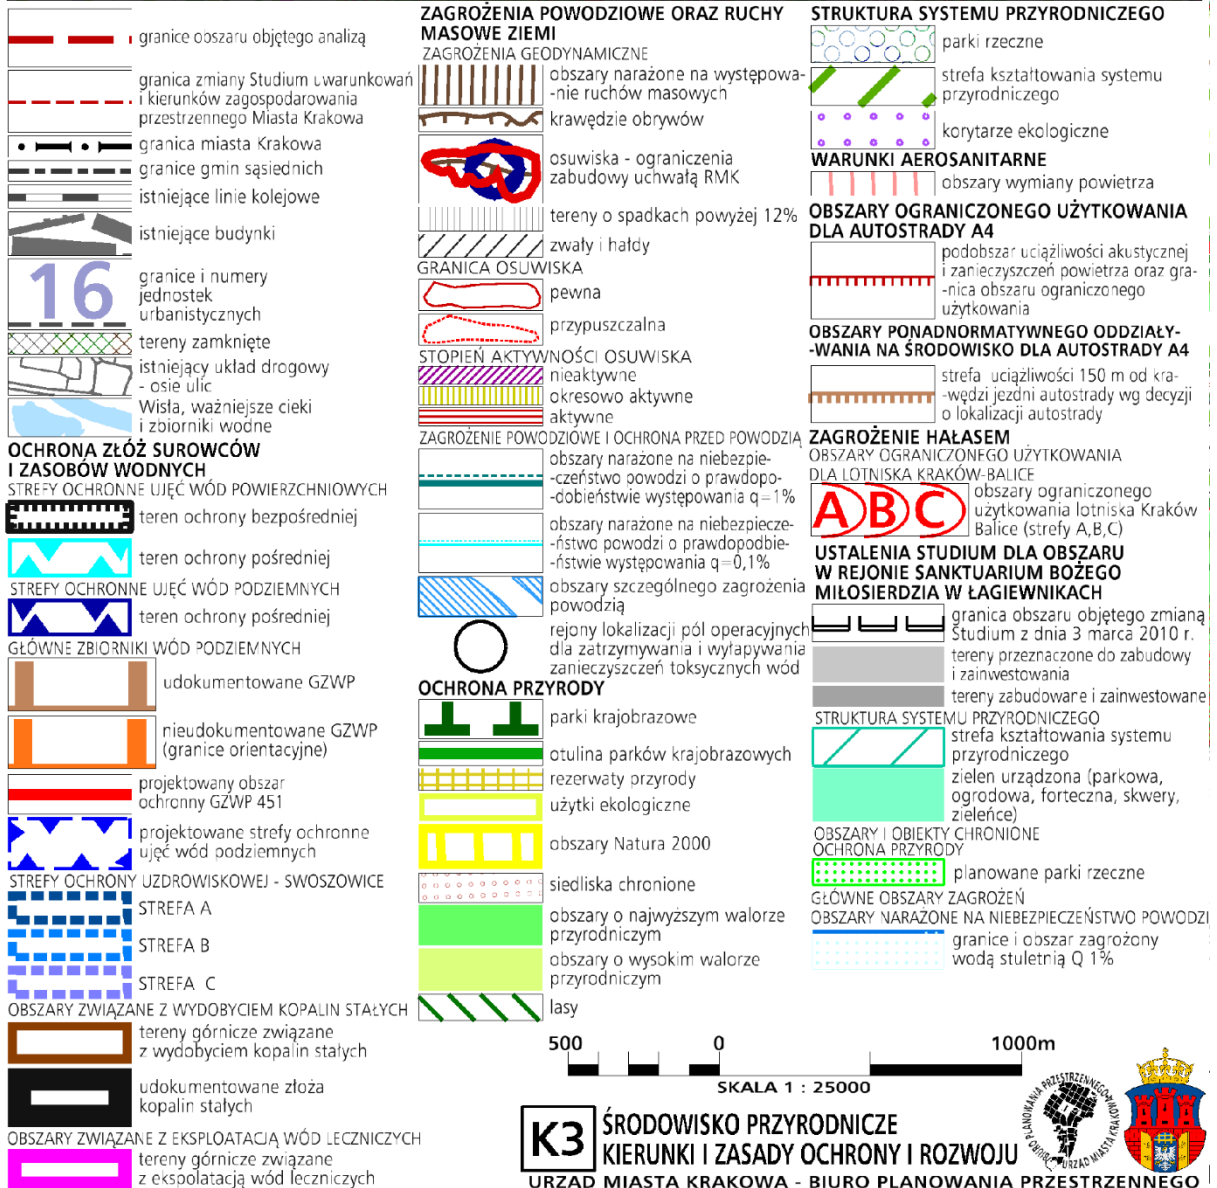 granice obszaru objętego analizą
granica zmiany Studium uwarunkowań
i kierunków zagospodarowania
przestrzennego Miasta Krakowa
granica miasta Krakowa
granice gmin sąsiednich
istniejące linie kolejowe
istniejące budynki
16
granice i numery
jednostek
urbanistycznych
tereny zamknięte
istniejący układ drogowy
- osie ulic
Wisła, ważniejsze cieki
i zbiorniki wodne
OCHRONA ZŁÓŻ SUROWCÓW
I ZASOBÓW WODNYCH
STREFY OCHRONNE UJĘĆ WÓD POWIERZCHNIOWYCH
teren ochrony bezpośredniej
teren ochrony pośredniej
STREFY OCHRONNE UJĘĆ WÓD PODZIEMNYCH
teren ochrony pośredniej
GŁÓWNE ZBIORNIKI WÓD PODZIEMNYCH
udokumentowane GZWP
nieudokumentowane GZWP
(granice orientacyjne)
projektowany obszar
ochronny GZWP 451
projektowane strefy ochronne
ujęć wód podziemnych
STREFY OCHRONY UZDROWISKOWEJ - SWOSZOWICE
STREFA A
STREFA B
STREFA C
OBSZARY ZWIĄZANE Z WYDOBYCIEM KOPALIN STAŁYCH
tereny górnicze związane
z wydobyciem kopalin stałych
udokumentowane złoża
kopalin stałych
OBSZARY ZWIĄZANE Z EKSPLOATACJĄ WÓD LECZNICZYCH
tereny górnicze związane
z ekspolatacją wód leczniczych
ZAGROŻENIA POWODZIOWE ORAZ RUCHY
MASOWE ZIEMI
ZAGROŻENIA GEODYNAMICZNE
obszary narażone na występowa-
-nie ruchów masowych
krawędzie obrywów
osuwiska - ograniczenia
zabudowy uchwałą RMK
tereny o spadkach powyżej 12%
zwały i hałdy
GRANICA OSUWISKA
pewna
przypuszczalna
STOPIEŃ AKTYWNOŚCI OSUWISKA
nieaktywne
okresowo aktywne
aktywne
ZAGROŻENIE POWODZIOWE I OCHRONA PRZED POWODZIĄ
obszary narażone na niebezpie-
-czeństwo powodzi o prawdopo-
-dobieństwie występowania q=1%
obszary narażone na niebezpiecze-
-ństwo powodzi o prawdopodbie-
-ństwie występowania q=0,1%
obszary szczególnego zagrożenia
powodzią
rejony lokalizacji pól operacyjnych
dla zatrzymywania i wyłapywania
zanieczyszczeń toksycznych wód
OCHRONA PRZYRODY
parki krajobrazowe
otulina parków krajobrazowych
rezerwaty przyrody
użytki ekologiczne
obszary Natura 2000
siedliska chronione
obszary o najwyższym walorze
przyrodniczym
obszary o wysokim walorze
przyrodniczym
lasy
STRUKTURA SYSTEMU PRZYRODNICZEGO
parki rzeczne
strefa kształtowania systemu
przyrodniczego
korytarze ekologiczne
WARUNKI AEROSANITARNE
obszary wymiany powietrza
OBSZARY OGRANICZONEGO UŻYTKOWANIA
DLA AUTOSTRADY A4
podobszar uciążliwości akustycznej
i zanieczyszczeń powietrza oraz gra-
-nica obszaru ograniczonego
użytkowania
OBSZARY PONADNORMATYWNEGO ODDZIAŁY-
-WANIA NA ŚRODOWISKO DLA AUTOSTRADY A4
strefa uciążliwości 150 m od kra-
-wędzi jezdni autostrady wg decyzji
o lokalizacji autostrady
ZAGROŻENIE HAŁASEM
OBSZARY OGRANICZONEGO UŻYTKOWANIA
DLA LOTNISKA KRAKÓW-BALICE
A B C
obszary ograniczonego
użytkowania lotniska Kraków
Balice (strefy A,B,C)
USTALENIA STUDIUM DLA OBSZARU
W REJONIE SANKTUARIUM BOŻEGO
MIŁOSIERDZIA W ŁAGIEWNIKACH
granica obszaru objętego zmianą
Studium z dnia 3 marca 2010 r.
tereny przeznaczone do zabudowy
i zainwestowania
tereny zabudowane i zainwestowane
STRUKTURA SYSTEMU PRZYRODNICZEGO
strefa kształtowania systemu
przyrodniczego
zielen urządzona (parkowa,
ogrodowa, forteczna, skwery,
zieleńce)
OBSZARY I OBIEKTY CHRONIONE
OCHRONA PRZYRODY
planowane parki rzeczne
GŁÓWNE OBSZARY ZAGROŻEŃ
OBSZARY NARAŻONE NA NIEBEZPIECZEŃSTWO POWODZI
granice i obszar zagrożony
wodą stuletnią Q 1%
500 0 1000m
SKALA 1 : 25000
K3
ŚRODOWISKO PRZYRODNICZE
KIERUNKI I ZASADY OCHRONY I ROZWOJU
BIURO PLANOWANIA PRZESTRZENNEGO
URZĄD MIASTA KRAKOWA
URZĄD MIASTA KRAKOWA - BIURO PLANOWANIA PRZESTRZENNEGO